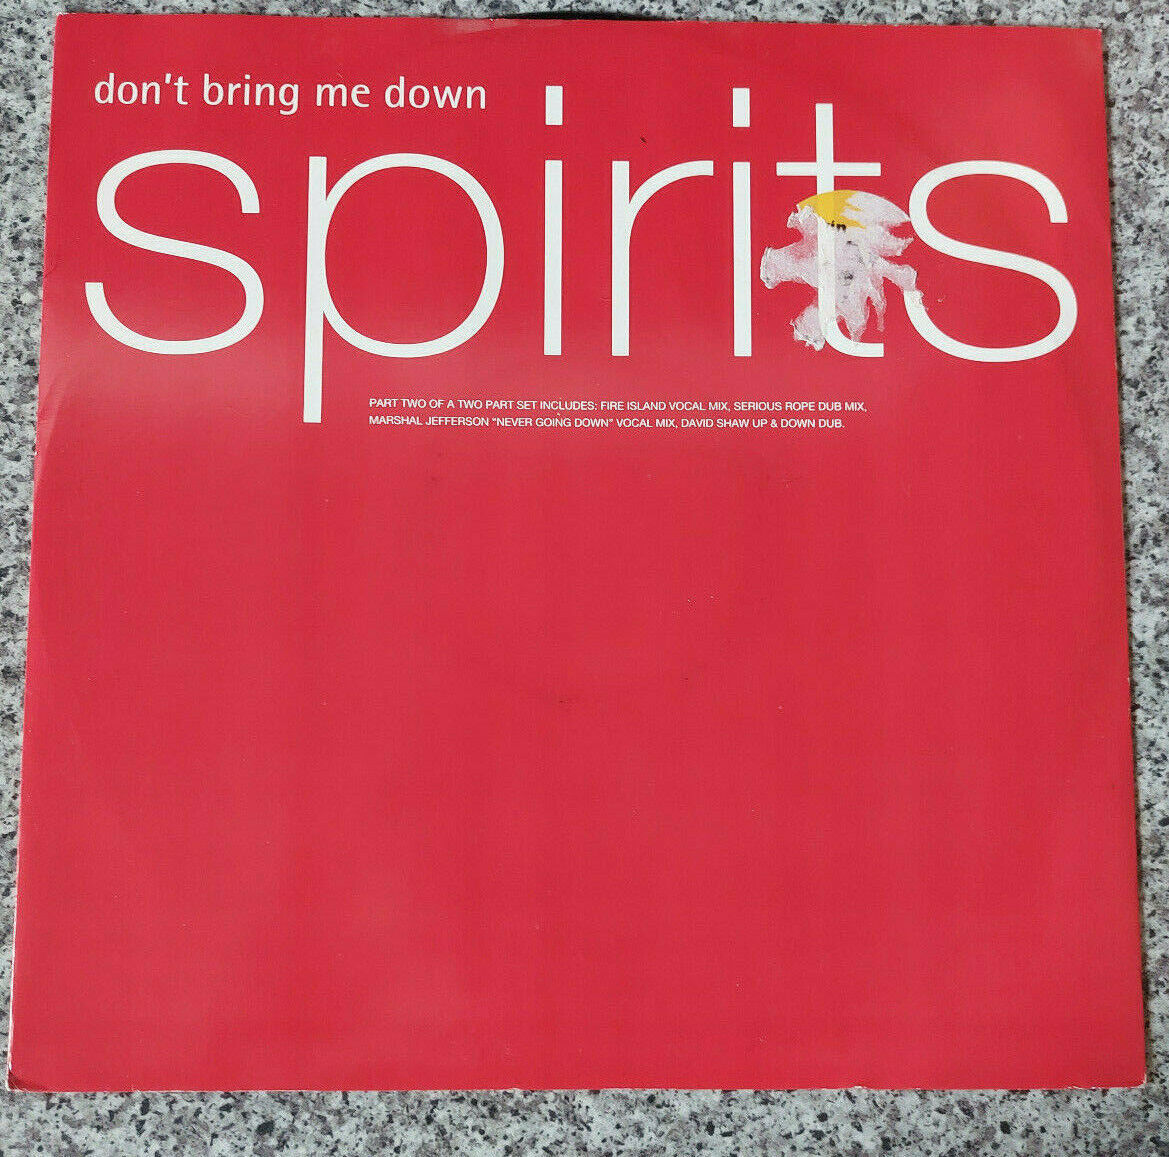 don't bring me down
spirits
PART TWO OF A TWO PART SET INCLUDES: FIRE ISLAND VOCAL MIX, SERIOUS ROPE DUB MIX,
MARSHAL JEFFERSON "NEVER GOING DOWN" VOCAL MIX, DAVID SHAW UP & DOWN DUB.